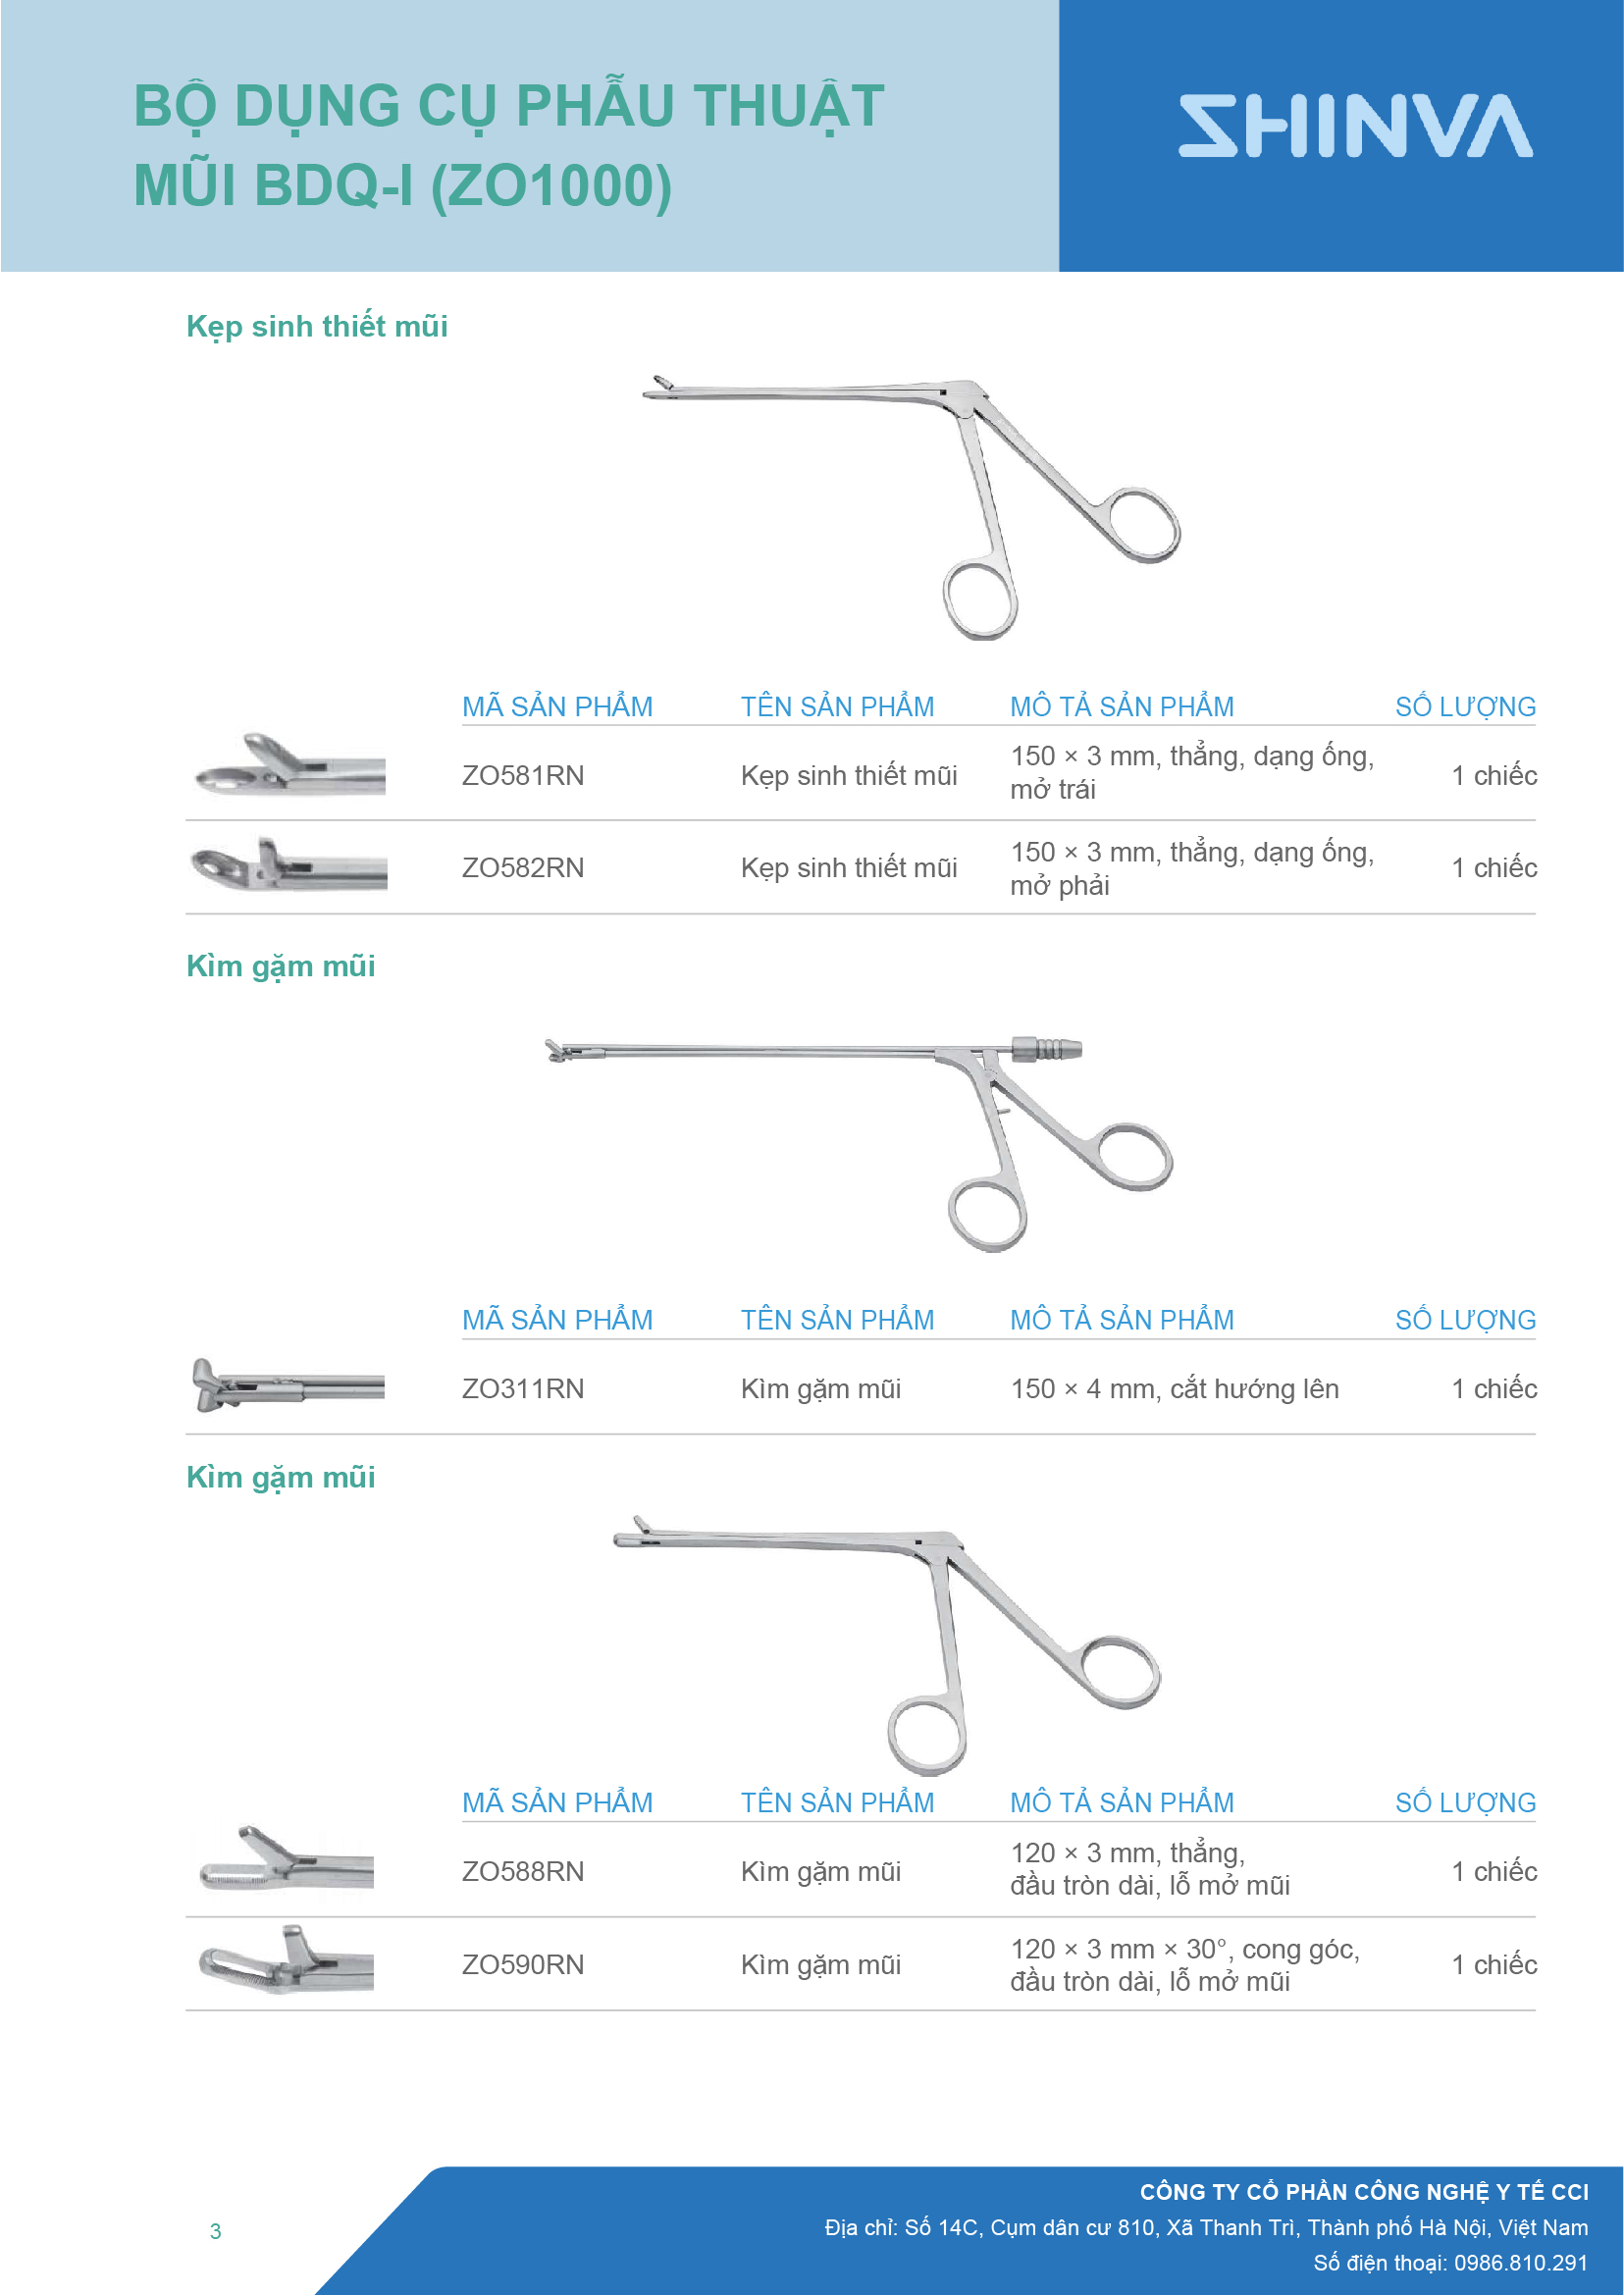 BỘ DỤNG CỤ PHẪU THUẬT
MŨI BDQ-I (ZO1000)
SHINVA
Kẹp sinh thiết mũi
MÃ SẢN PHẨM TÊN SẢN PHẨM MÔ TẢ SẢN PHẨM SỐ LƯỢNG
ZO581RN Kẹp sinh thiết mũi 150 × 3 mm, thẳng, dạng ống, 1 chiếc
mở trái
ZO582RN Kẹp sinh thiết mũi 150 × 3 mm, thẳng, dạng ống, 1 chiếc
mở phải
Kìm gặm mũi
MÃ SẢN PHẨM TÊN SẢN PHẨM MÔ TẢ SẢN PHẨM SỐ LƯỢNG
ZO311RN Kìm gặm mũi 150 × 4 mm, cắt hướng lên 1 chiếc
Kìm gặm mũi
MÃ SẢN PHẨM TÊN SẢN PHẨM MÔ TẢ SẢN PHẨM SỐ LƯỢNG
ZO588RN Kìm gặm mũi 120 × 3 mm, thẳng, 1 chiếc
đầu tròn dài, lỗ mở mũi
ZO590RN Kìm gặm mũi 120 × 3 mm × 30°, cong góc, 1 chiếc
đầu tròn dài, lỗ mở mũi
CÔNG TY CỔ PHẦN CÔNG NGHỆ Y TẾ CCI
Địa chỉ: Số 14C, Cụm dân cư 810, Xã Thanh Trì, Thành phố Hà Nội, Việt Nam
Số điện thoại: 0986.810.291
3